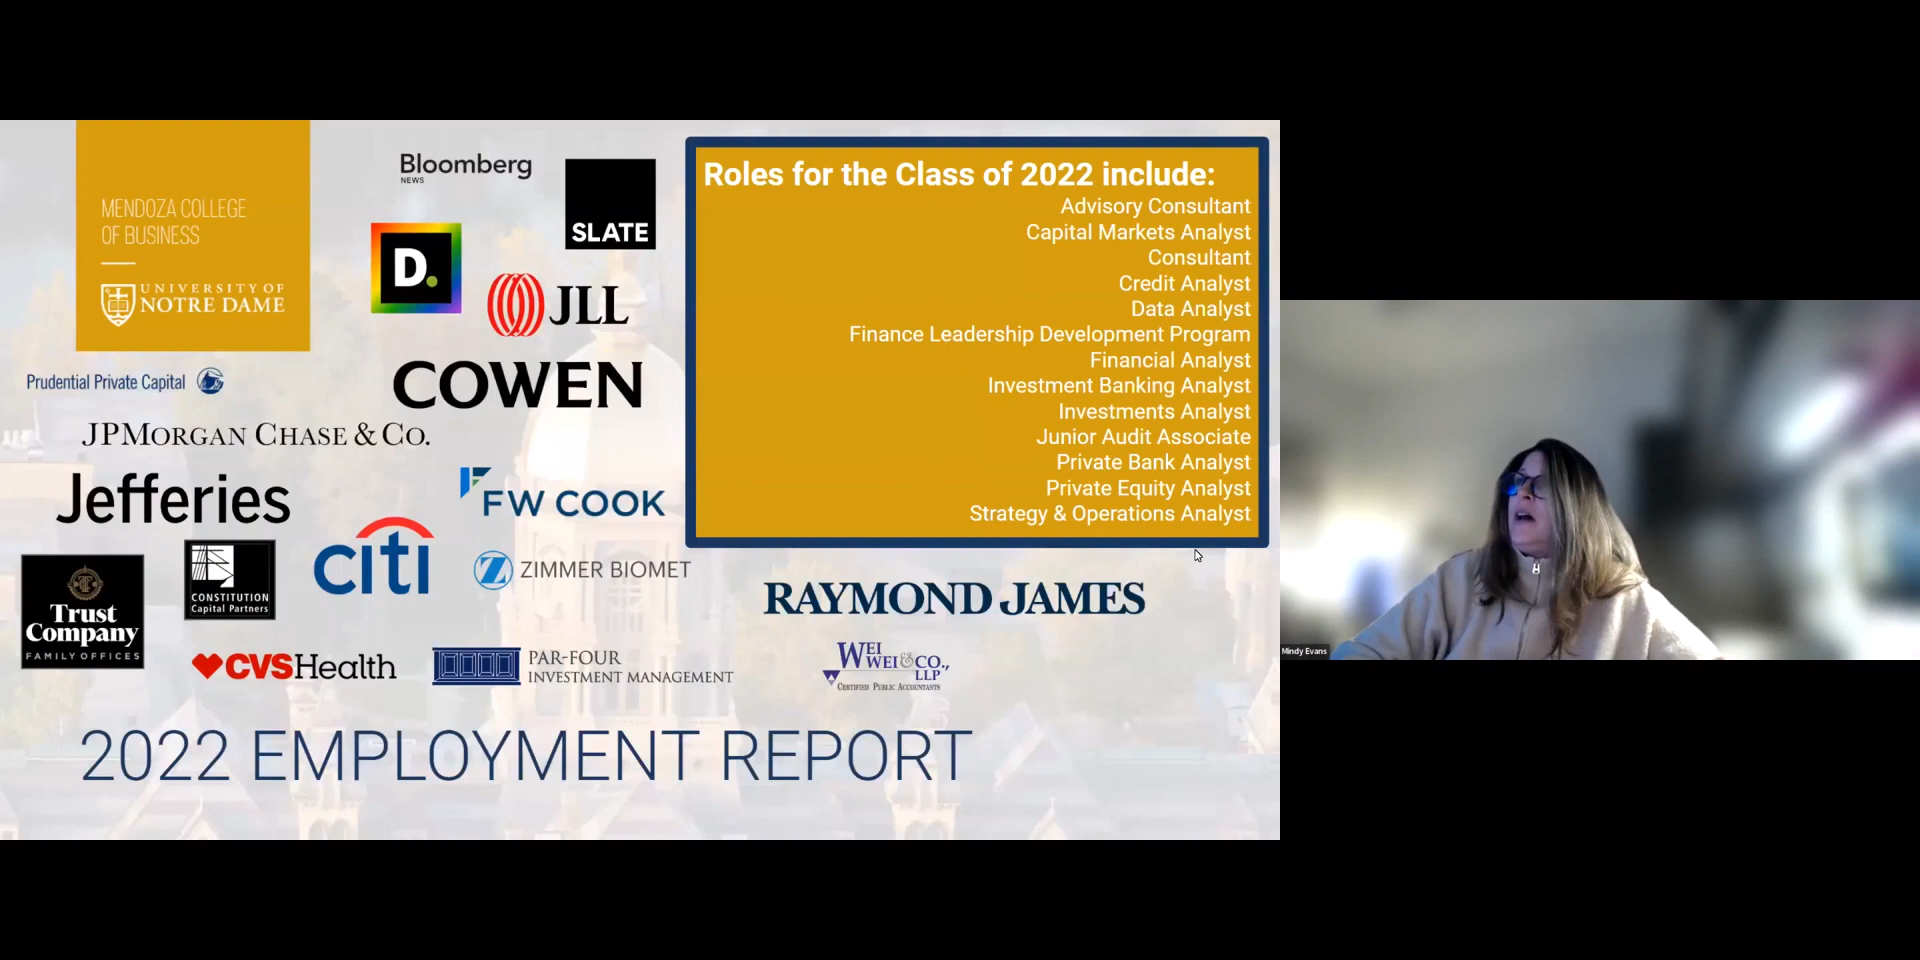 MENDOZA COLLEGE
OF BUSINESS
UNIVERSITY OF
NOTRE DAME
Bloomberg
NEWS
SLATE
D.
JLL
COWEN
Prudential Private Capital
JPMORGAN CHASE & CO.
Jefferies
FW COOK
citi
ZIMMER BIOMET
Z
CONSTITUTION
Capital Partners
Trust
Company
FAMILY OFFICES
CVSHealth
PAR-FOUR
INVESTMENT MANAGEMENT
Roles for the Class of 2022 include:
Advisory Consultant
Capital Markets Analyst
Consultant
Credit Analyst
Data Analyst
Finance Leadership Development Program
Financial Analyst
Investment Banking Analyst
Investments Analyst
Junior Audit Associate
Private Bank Analyst
Private Equity Analyst
Strategy & Operations Analyst
RAYMOND JAMES
WEI
WEI & CO.,
LLP
CERTIFIED PUBLIC ACCOUNTANTS
2022 EMPLOYMENT REPORT
Mindy Evans